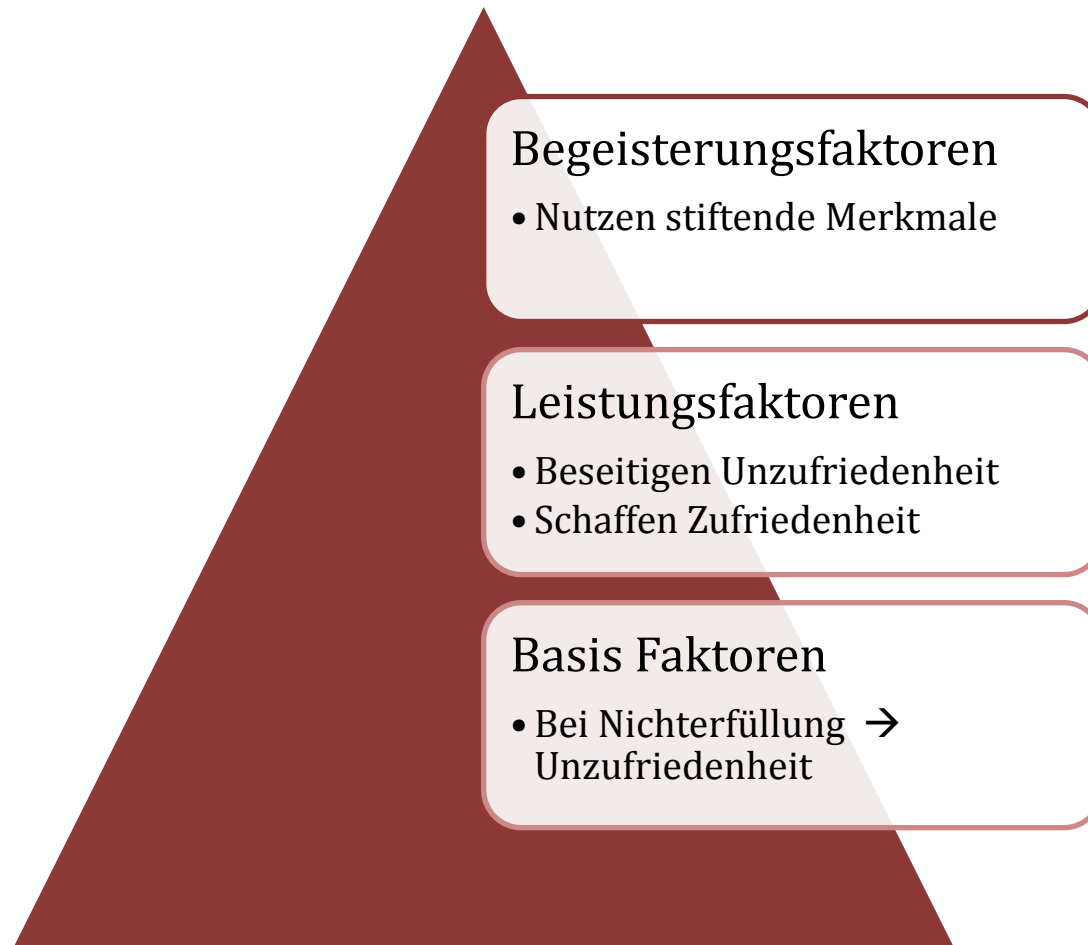 Begeisterungsfaktoren
• Nutzen stiftende Merkmale
Leistungsfaktoren
• Beseitigen Unzufriedenheit
• Schaffen Zufriedenheit
Basis Faktoren
• Bei Nichterfüllung →
Unzufriedenheit